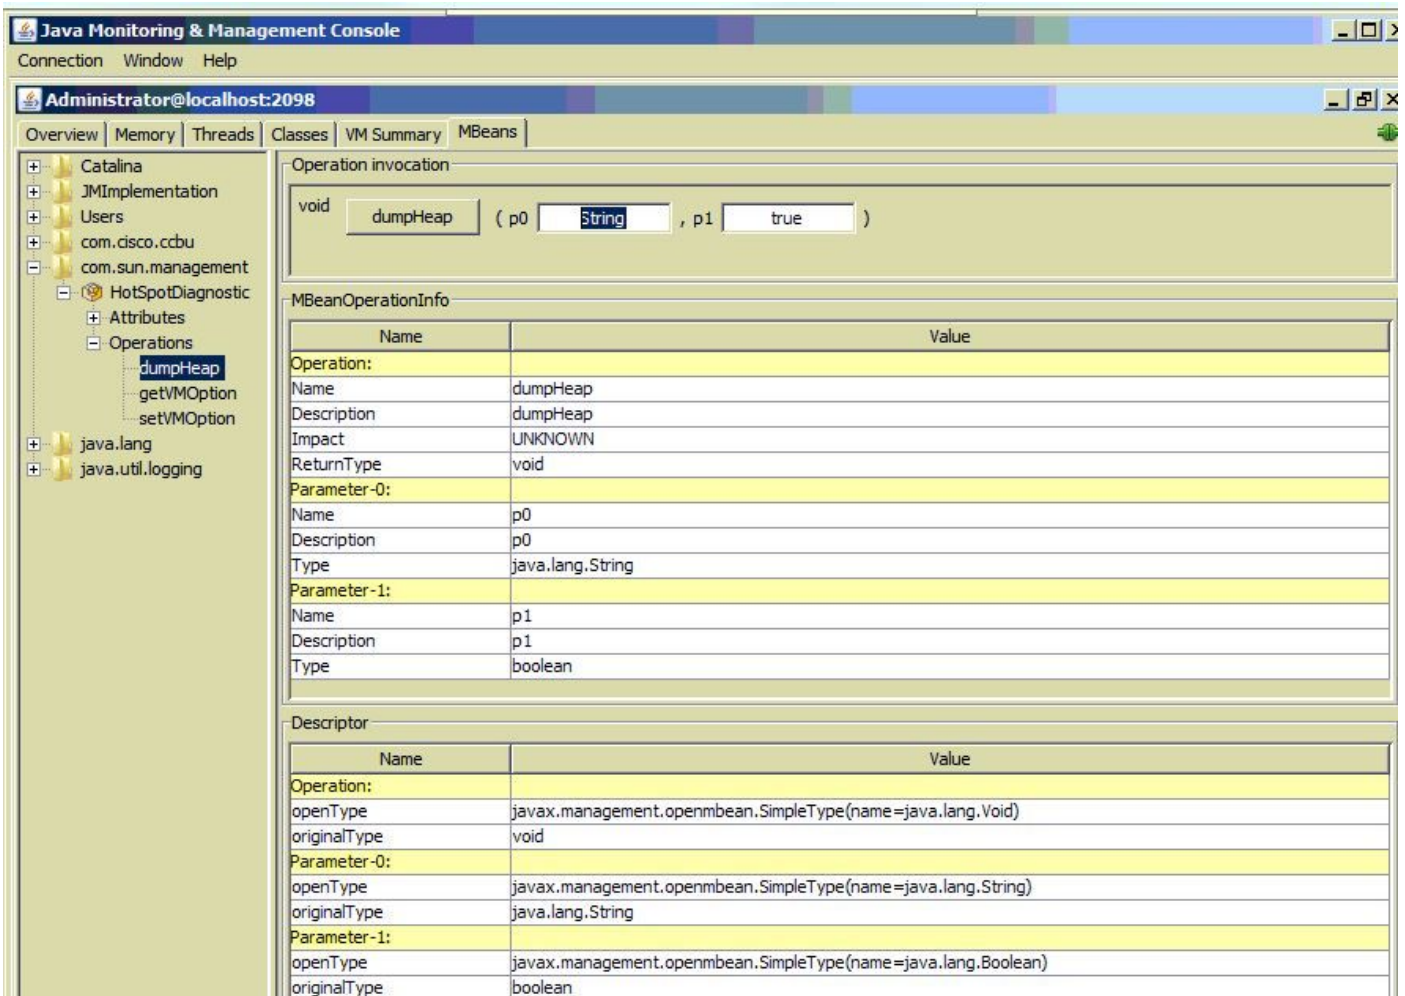 Java Monitoring & Management Console
Connection Window Help
Administrator@localhost:2098
Overview Memory Threads Classes VM Summary MBeans
Catalina
JMImplementation
Users
com.cisco.ccbu
com.sun.management
HotSpotDiagnostic
Attributes
Operations
dumpHeap
getVMOption
setVMOption
java.lang
java.util.logging
Operation invocation
void dumpHeap ( p0 String , p1 true )
MBeanOperationInfo
Name Value
Operation:
Name dumpHeap
Description dumpHeap
Impact UNKNOWN
ReturnType void
Parameter-0:
Name p0
Description p0
Type java.lang.String
Parameter-1:
Name p1
Description p1
Type boolean
Descriptor
Name Value
Operation:
openType javax.management.openmbean.SimpleType(name=java.lang.Void)
originalType void
Parameter-0:
openType javax.management.openmbean.SimpleType(name=java.lang.String)
originalType java.lang.String
Parameter-1:
openType javax.management.openmbean.SimpleType(name=java.lang.Boolean)
originalType boolean